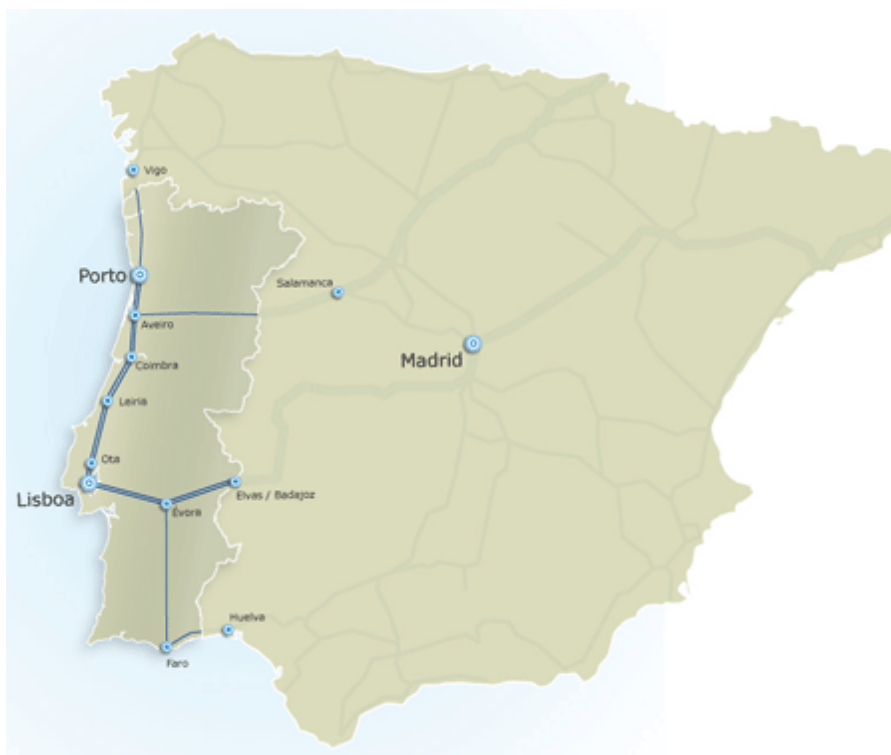 Vigo
Porto
Salamanca
Aveiro
Madrid
Coimbra
Leiria
Ota
Lisboa
Elvas / Badajoz
Évora
Huelva
Faro